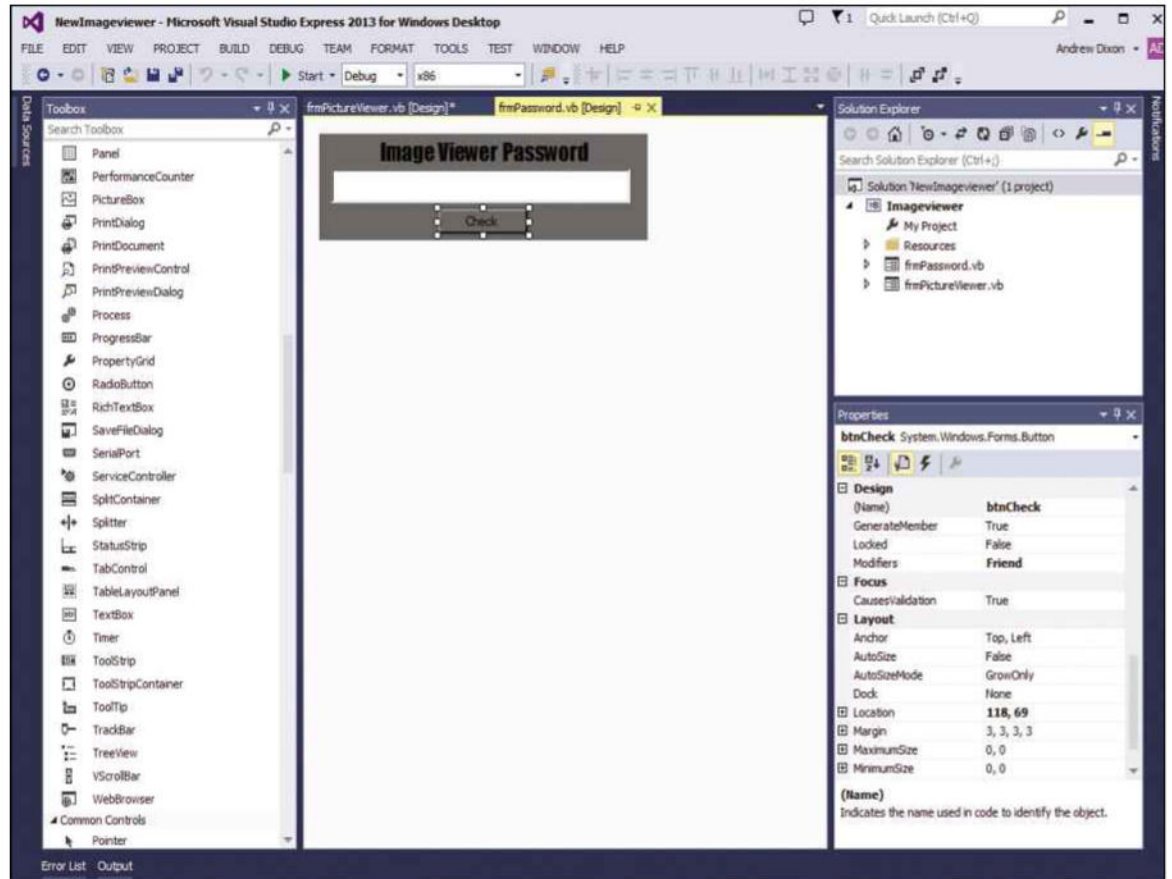 NewImageviewer - Microsoft Visual Studio Express 2013 for Windows Desktop
1
Quick Launch (Ctrl+Q)
FILE EDIT VIEW PROJECT BUILD DEBUG TEAM FORMAT TOOLS TEST WINDOW HELP
Andrew Dixon
AD
Start
Debug
x86
Data Sources
Toolbox
Search Toolbox
Panel
PerformanceCounter
PictureBox
PrintDialog
PrintDocument
PrintPreviewControl
PrintPreviewDialog
Process
ProgressBar
PropertyGrid
RadioButton
RichTextBox
SaveFileDialog
SerialPort
ServiceController
SplitContainer
Splitter
StatusStrip
TabControl
TableLayoutPanel
TextBox
Timer
ToolStrip
ToolStripContainer
ToolTip
TrackBar
TreeView
VScrollBar
WebBrowser
Common Controls
Pointer
frmPictureViewer.vb [Design]*
frmPassword.vb [Design]
Image Viewer Password
Check
Solution Explorer
Search Solution Explorer (Ctrl+;)
Solution 'NewImageviewer' (1 project)
Imageviewer
My Project
Resources
frmPassword.vb
frmPictureViewer.vb
Notifications
Properties
btnCheck System.Windows.Forms.Button
Design
(Name) btnCheck
GenerateMember True
Locked False
Modifiers Friend
Focus
CausesValidation True
Layout
Anchor Top, Left
AutoSize False
AutoSizeMode GrowOnly
Dock None
Location 118, 69
Margin 3, 3, 3, 3
MaximumSize 0, 0
MinimumSize 0, 0
(Name)
Indicates the name used in code to identify the object.
Error List Output